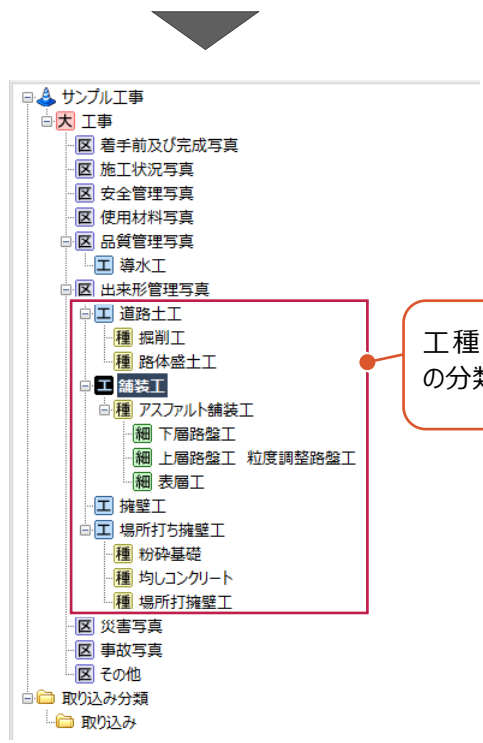 サンプル工事
大 工事
区 着手前及び完成写真
区 施工状況写真
区 安全管理写真
区 使用材料写真
区 品質管理写真
工 導水工
区 出来形管理写真
工 道路土工
種 掘削工
種 路体盛土工
工 舗装工
種 アスファルト舗装工
細 下層路盤工
細 上層路盤工 粒度調整路盤工
細 表層工
工 擁壁工
工 場所打ち擁壁工
種 粉砕基礎
種 均しコンクリート
種 場所打擁壁工
区 災害写真
区 事故写真
区 その他
取り込み分類
取り込み
工種
の分類